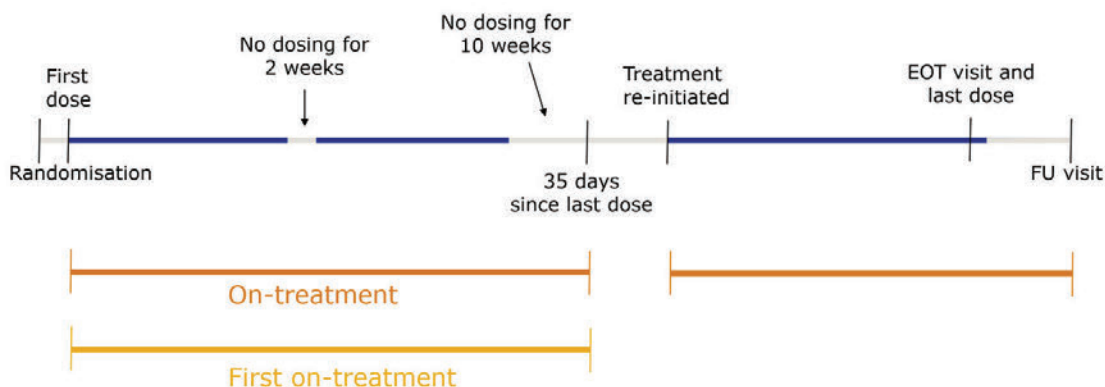 No dosing for
2 weeks
No dosing for
10 weeks
First
dose
Treatment
re-initiated
EOT visit and
last dose
Randomisation
35 days
since last dose
FU visit
On-treatment
First on-treatment